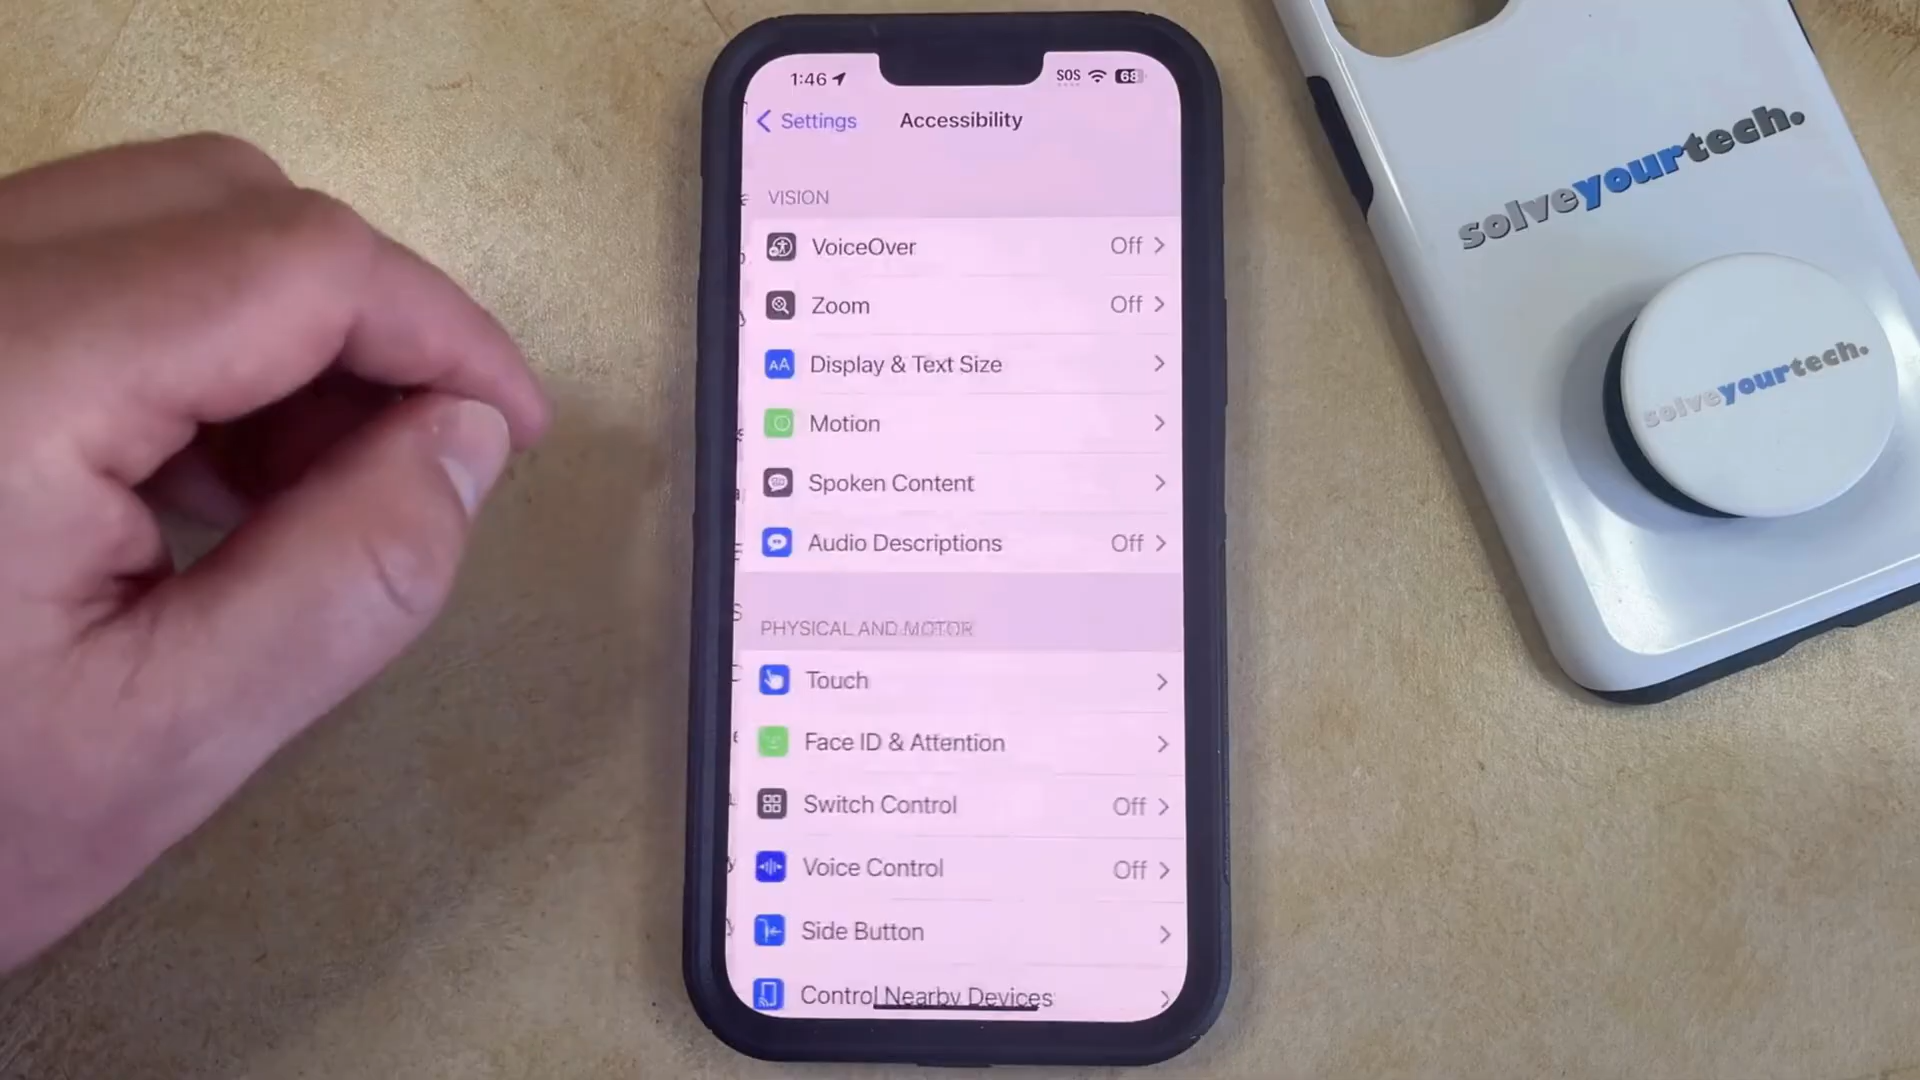 1:46
SOS
68
Settings
Accessibility
VISION
VoiceOver
Off
Zoom
Off
AA
Display & Text Size
Motion
Spoken Content
Audio Descriptions
Off
PHYSICAL AND MOTOR
Touch
Face ID & Attention
Switch Control
Off
Voice Control
Off
Side Button
Control Nearby Devices
solveyourtech.
solveyourtech.